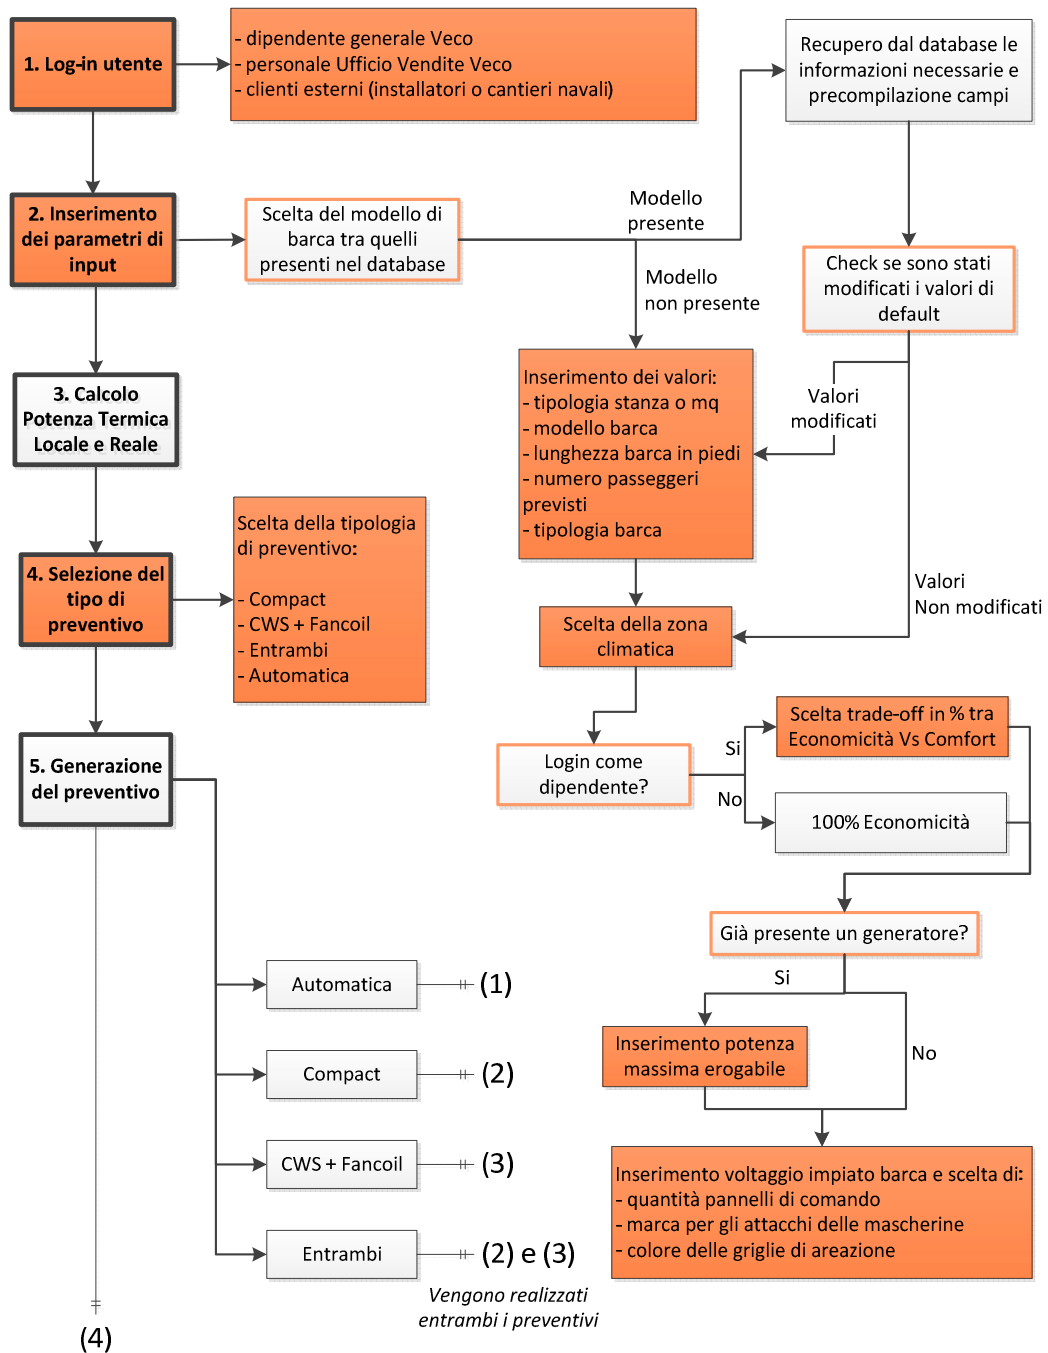 1. Log-in utente
- dipendente generale Veco
- personale Ufficio Vendite Veco
- clienti esterni (installatori o cantieri navali)
Recupero dal database le
informazioni necessarie e
precompilazione campi
2. Inserimento
dei parametri di
input
Scelta del modello di
barca tra quelli
presenti nel database
Modello
presente
Modello
non presente
Check se sono stati
modificati i valori di
default
3. Calcolo
Potenza Termica
Locale e Reale
Inserimento dei valori:
- tipologia stanza o mq
- modello barca
- lunghezza barca in piedi
- numero passeggeri
previsti
- tipologia barca
Valori
modificati
4. Selezione del
tipo di
preventivo
Scelta della tipologia
di preventivo:
- Compact
- CWS + Fancoil
- Entrambi
- Automatica
Valori
Non modificati
Scelta della zona
climatica
5. Generazione
del preventivo
Login come
dipendente?
Si
No
Scelta trade-off in % tra
Economicità Vs Comfort
100% Economicità
Già presente un generatore?
Si
No
Inserimento potenza
massima erogabile
Inserimento voltaggio impiato barca e scelta di:
- quantità pannelli di comando
- marca per gli attacchi delle mascherine
- colore delle griglie di areazione
Automatica
(1)
Compact
(2)
CWS + Fancoil
(3)
Entrambi
(2) e (3)
Vengono realizzati
entrambi i preventivi
(4)